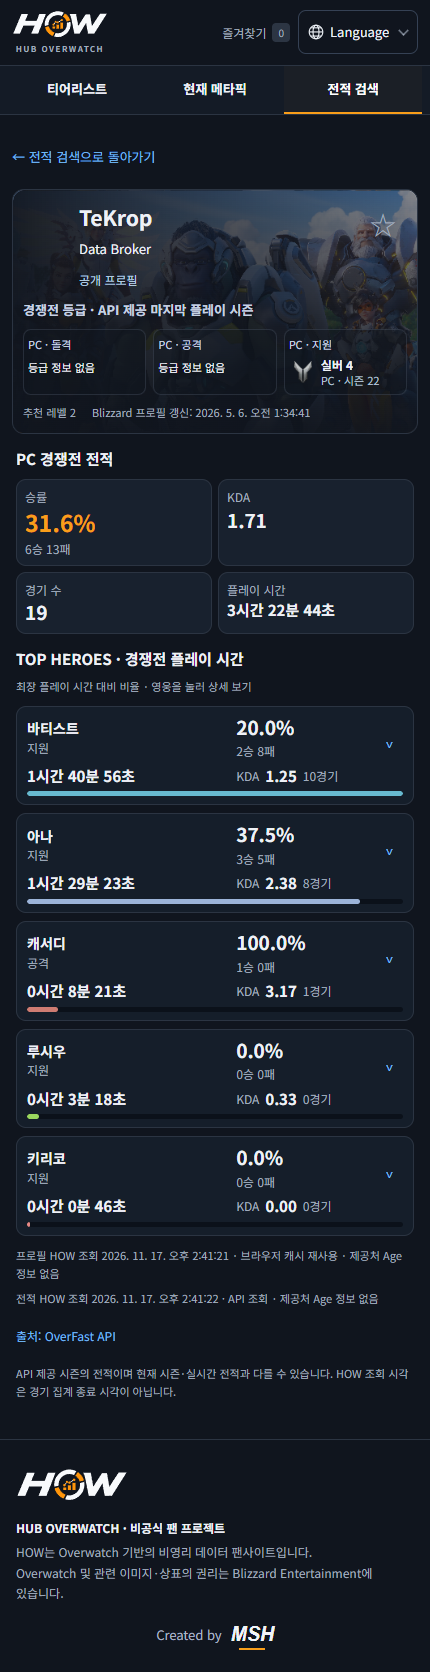 HOW
HUB OVERWATCH
즐겨찾기 0
Language
티어리스트 현재 메타픽 전적 검색
← 전적 검색으로 돌아가기
TeKrop
Data Broker
공개 프로필
경쟁전 등급 · API 제공 마지막 플레이 시즌
PC · 돌격
등급 정보 없음
PC · 공격
등급 정보 없음
PC · 지원
실버 4
PC · 시즌 22
추천 레벨 2 Blizzard 프로필 갱신: 2026. 5. 6. 오전 1:34:41
PC 경쟁전 전적
승률
31.6%
6승 13패
KDA
1.71
경기 수
19
플레이 시간
3시간 22분 44초
TOP HEROES · 경쟁전 플레이 시간
최장 플레이 시간 대비 비율 · 영웅을 눌러 상세 보기
바티스트
지원
1시간 40분 56초
20.0%
2승 8패
KDA 1.25 10경기
v
아나
지원
1시간 29분 23초
37.5%
3승 5패
KDA 2.38 8경기
v
캐서디
공격
0시간 8분 21초
100.0%
1승 0패
KDA 3.17 1경기
v
루시우
지원
0시간 3분 18초
0.0%
0승 0패
KDA 0.33 0경기
v
키리코
지원
0시간 0분 46초
0.0%
0승 0패
KDA 0.00 0경기
v
프로필 HOW 조회 2026. 11. 17. 오후 2:41:21 · 브라우저 캐시 재사용 · 제공처 Age
정보 없음
전적 HOW 조회 2026. 11. 17. 오후 2:41:22 · API 조회 · 제공처 Age 정보 없음
출처: OverFast API
API 제공 시즌의 전적이며 현재 시즌·실시간 전적과 다를 수 있습니다. HOW 조회 시각
은 경기 집계 종료 시각이 아닙니다.
HOW
HUB OVERWATCH · 비공식 팬 프로젝트
HOW는 Overwatch 기반의 비영리 데이터 팬사이트입니다.
Overwatch 및 관련 이미지·상표의 권리는 Blizzard Entertainment에
있습니다.
Created by MSH